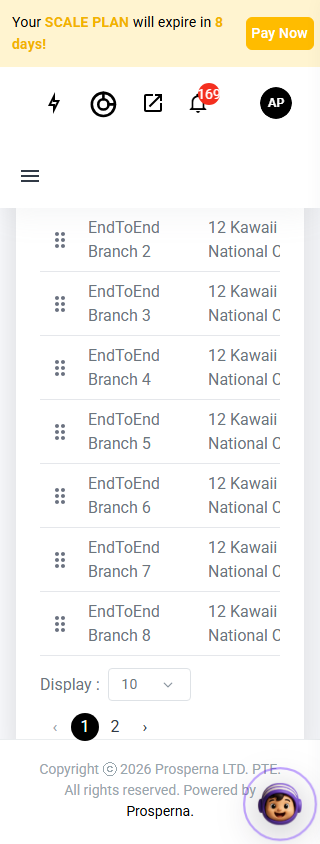 Your SCALE PLAN will expire in 8
days!
Pay Now
169
AP
EndToEnd
Branch 2
12 Kawaii
National C
EndToEnd
Branch 3
12 Kawaii
National C
EndToEnd
Branch 4
12 Kawaii
National C
EndToEnd
Branch 5
12 Kawaii
National C
EndToEnd
Branch 6
12 Kawaii
National C
EndToEnd
Branch 7
12 Kawaii
National C
EndToEnd
Branch 8
12 Kawaii
National C
Display :
10
‹ 1 2 ›
Copyright ⓒ 2026 Prosperna LTD. PTE.
All rights reserved. Powered by
Prosperna.